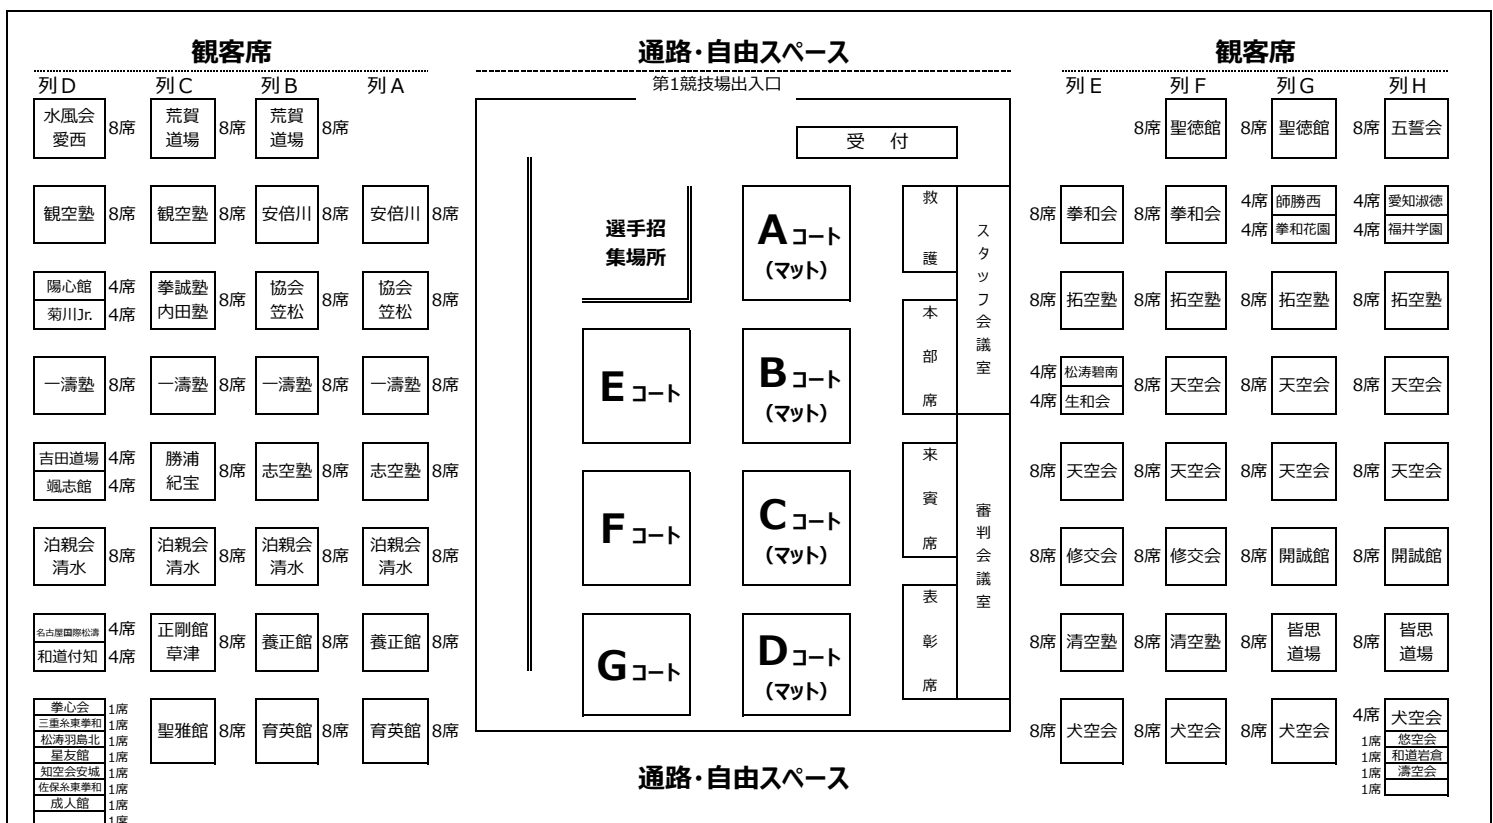 観客席
通路・自由スペース
観客席
列D 列C 列B 列A
第1競技場出入口
列E 列F 列G 列H
水風会
愛西
8席
荒賀
道場
8席
荒賀
道場
8席
観空塾 8席
観空塾 8席
安倍川 8席
安倍川 8席
陽心館 4席
菊川Jr. 4席
拳誠塾
内田塾
8席
協会
笠松
8席
協会
笠松
8席
一濤塾 8席
一濤塾 8席
一濤塾 8席
一濤塾 8席
吉田道場 4席
颯志館 4席
勝浦
紀宝
8席
志空塾 8席
志空塾 8席
泊親会
清水
8席
泊親会
清水
8席
泊親会
清水
8席
泊親会
清水
8席
名古屋国際松濤 4席
和道付知 4席
正剛館
草津
8席
養正館 8席
養正館 8席
拳心会 1席
三重糸東拳和 1席
松涛羽島北 1席
星友館 1席
知空会安城 1席
佐保糸東拳和 1席
成人館 1席
1席
聖雅館 8席
育英館 8席
育英館 8席
受 付
選手招
集場所
Aコート
(マット)
Eコート
Bコート
(マット)
Fコート
Cコート
(マット)
Gコート
Dコート
(マット)
救護
本部席
来賓席
表彰席
スタッフ会議室
審判会議室
通路・自由スペース
8席 聖徳館
8席 聖徳館
8席 五誓会
8席 拳和会
8席 拳和会
4席 師勝西
4席 拳和花園
4席 愛知淑徳
4席 福井学園
8席 拓空塾
8席 拓空塾
8席 拓空塾
8席 拓空塾
4席 松涛碧南
4席 生和会
8席 天空会
8席 天空会
8席 天空会
8席 天空会
8席 天空会
8席 天空会
8席 天空会
8席 修交会
8席 修交会
8席 開誠館
8席 開誠館
8席 清空塾
8席 清空塾
8席
皆思
道場
8席
皆思
道場
8席 犬空会
8席 犬空会
8席 犬空会
4席 犬空会
1席 悠空会
1席 和道岩倉
1席 濤空会
1席